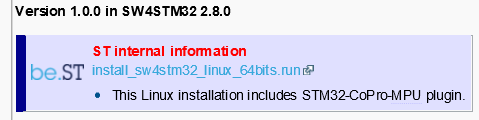 Version 1.0.0 in SW4STM32 2.8.0
ST internal information
be.ST install_sw4stm32_linux_64bits.run
• This Linux installation includes STM32-CoPro-MPU plugin.